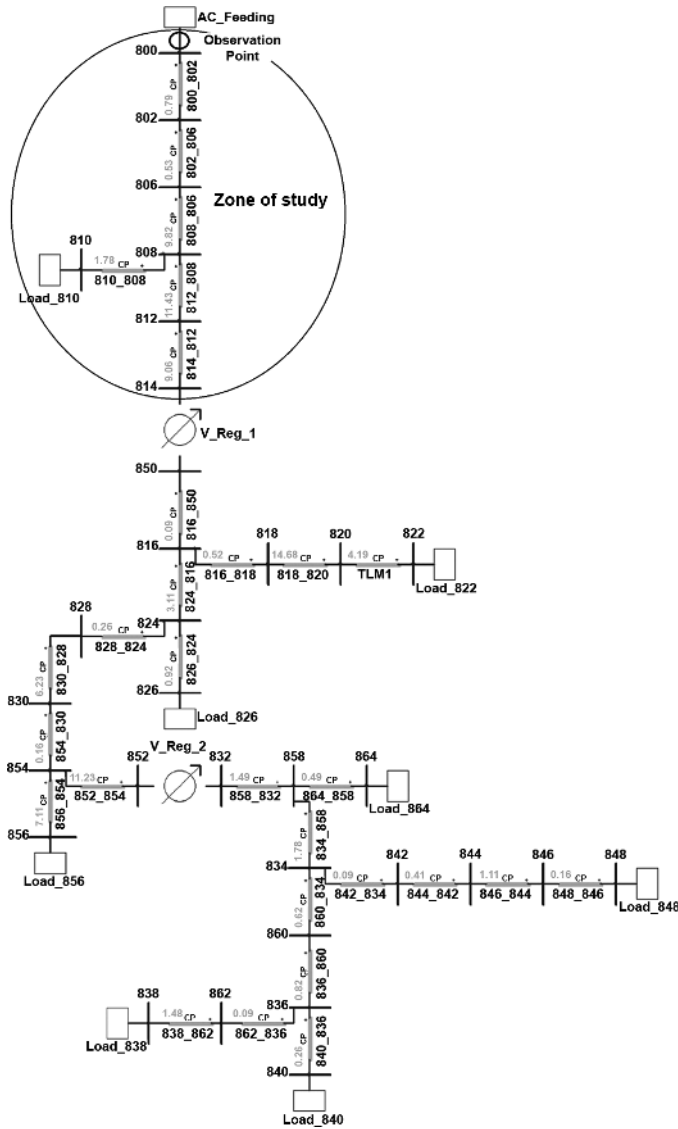 AC_Feeding
Observation
Point
800
0.79 CP 800_802
802
0.53 CP 802_806
806
Zone of study
9.82 CP 808_806
810
808
1.78 CP
810_808
Load_810
11.43 CP 812_808
812
9.06 CP 814_812
814
V_Reg_1
850
0.09 CP 816_850
816
818 820 822
0.52 CP 14.68 CP 4.19 CP
816_818 818_820 TLM1
Load_822
3.11 CP 824_816
828
824
0.26 CP
828_824
0.92 CP 826_824
6.23 CP 830_828
826
Load_826
830
0.16 CP 854_830
V_Reg_2
854
852 832 858 864
11.23 CP 1.49 CP 0.49 CP
852_854 858_832 864_858
Load_864
7.11 CP 856_854
856
Load_856
1.78 CP 834_858
834
842 844 846 848
0.09 CP 0.41 CP 1.11 CP 0.16 CP
842_834 844_842 846_844 848_846
Load_848
0.62 CP 860_834
860
0.82 CP 836_860
838 862 836
1.48 CP 0.09 CP
838_862 862_836
Load_838
0.26 CP 840_836
840
Load_840